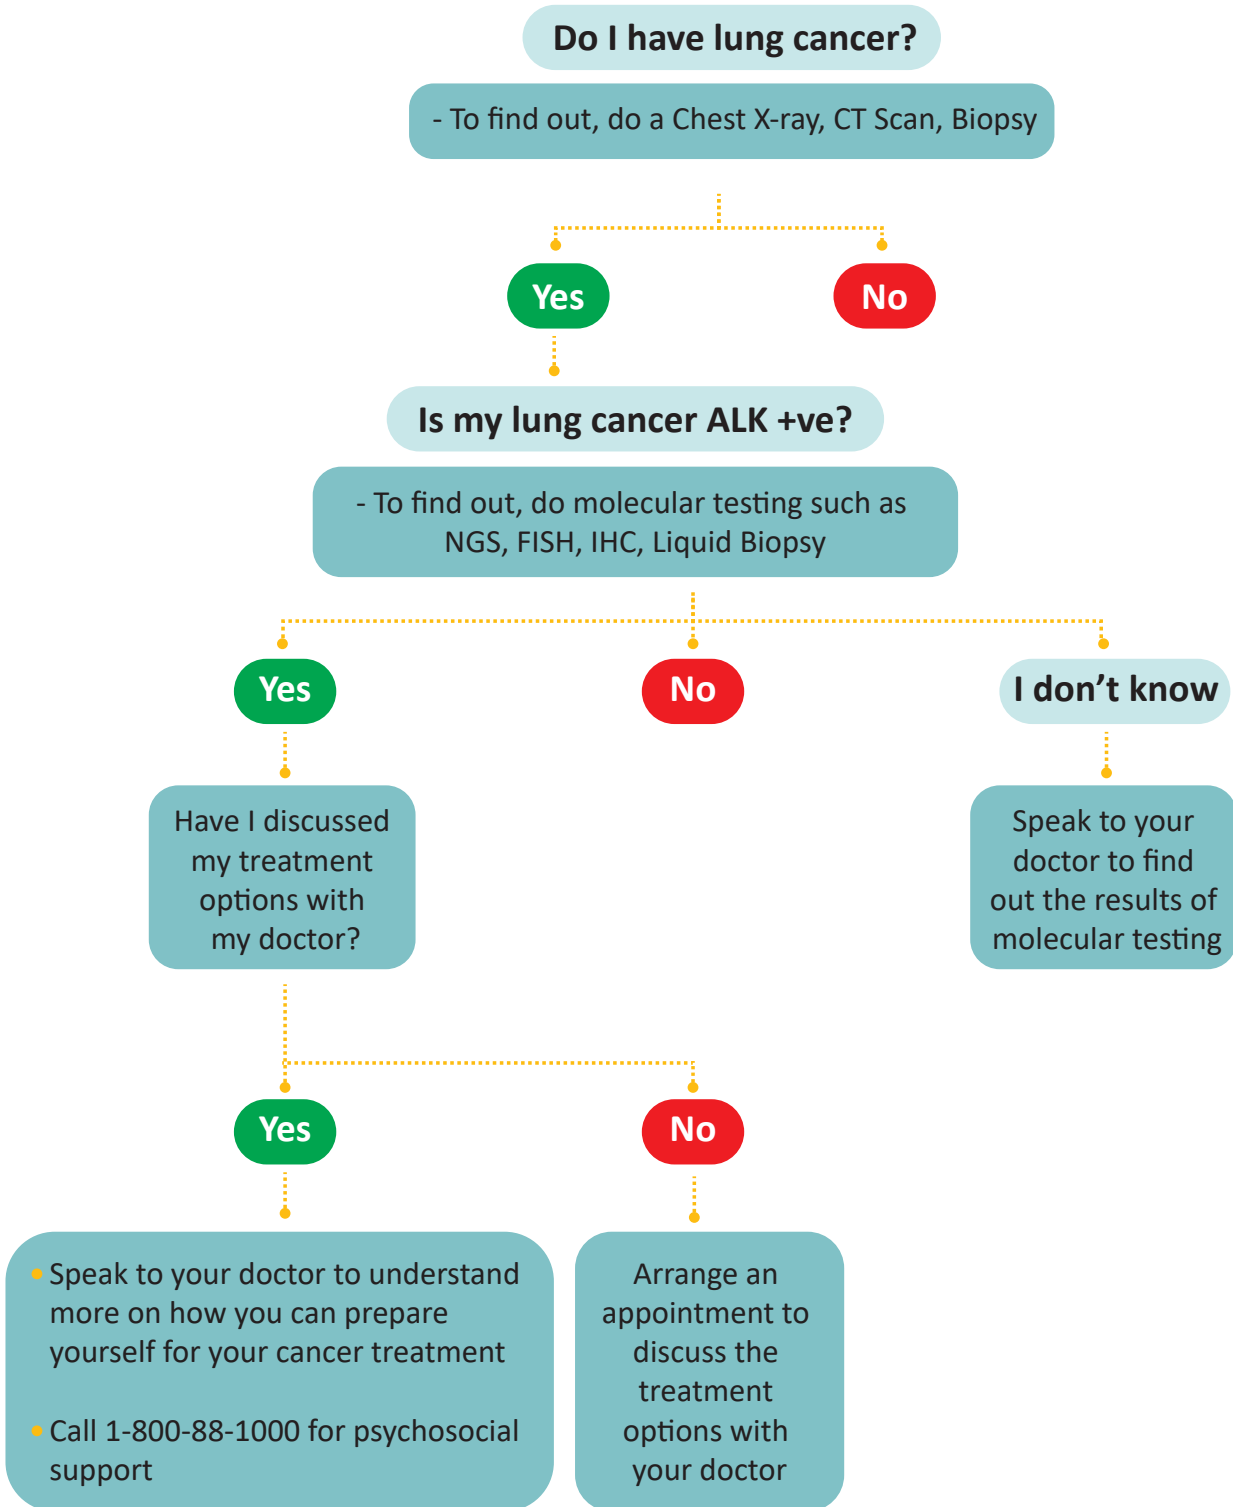 Do I have lung cancer?
- To find out, do a Chest X-ray, CT Scan, Biopsy
Yes
No
Is my lung cancer ALK +ve?
- To find out, do molecular testing such as
NGS, FISH, IHC, Liquid Biopsy
Yes
No
I don’t know
Have I discussed
my treatment
options with
my doctor?
Speak to your
doctor to find
out the results of
molecular testing
Yes
No
• Speak to your doctor to understand
more on how you can prepare
yourself for your cancer treatment
• Call 1-800-88-1000 for psychosocial
support
Arrange an
appointment to
discuss the
treatment
options with
your doctor